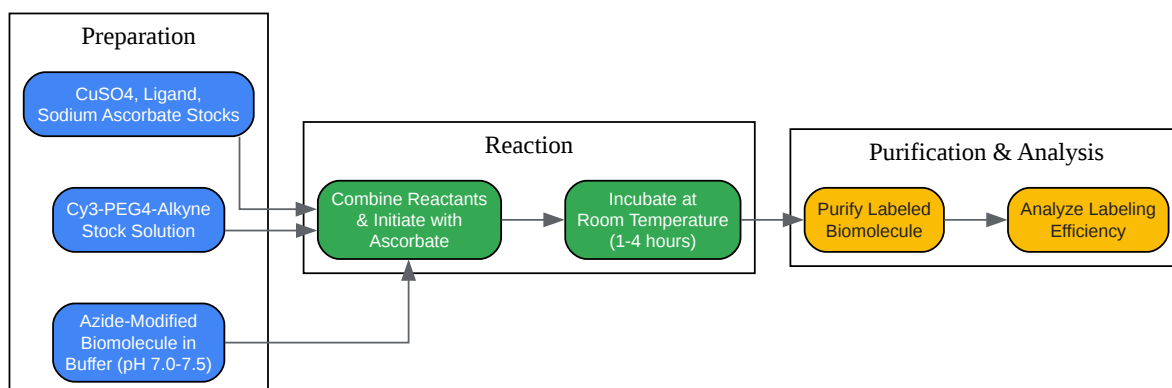 Preparation
CuSO4, Ligand,
Sodium Ascorbate Stocks
Cy3-PEG4-Alkyne
Stock Solution
Azide-Modified
Biomolecule in
Buffer (pH 7.0-7.5)
Reaction
Combine Reactants
& Initiate with
Ascorbate
Incubate at
Room Temperature
(1-4 hours)
Purification & Analysis
Purify Labeled
Biomolecule
Analyze Labeling
Efficiency